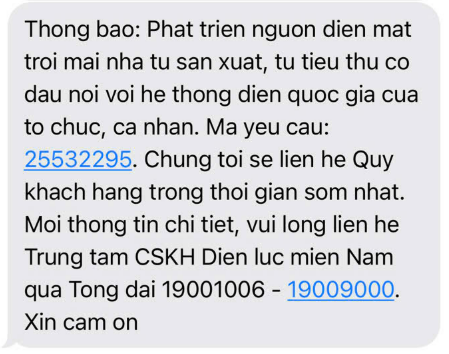 Thong bao: Phat trien nguon dien mat
troi mai nha tu san xuat, tu tieu thu co
dau noi voi he thong dien quoc gia cua
to chuc, ca nhan. Ma yeu cau:
25532295. Chung toi se lien he Quy
khach hang trong thoi gian som nhat.
Moi thong tin chi tiet, vui long lien he
Trung tam CSKH Dien luc mien Nam
qua Tong dai 19001006 - 19009000.
Xin cam on